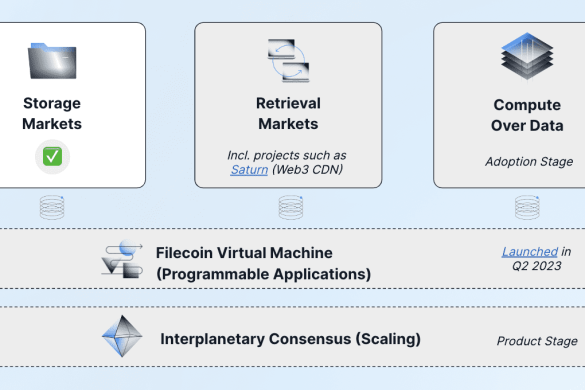 Storage
Markets
Retrieval
Markets
Incl. projects such as
Saturn (Web3 CDN)
Compute
Over Data
Adoption Stage
Filecoin Virtual Machine
(Programmable Applications)
Launched in
Q2 2023
Interplanetary Consensus (Scaling)
Product Stage